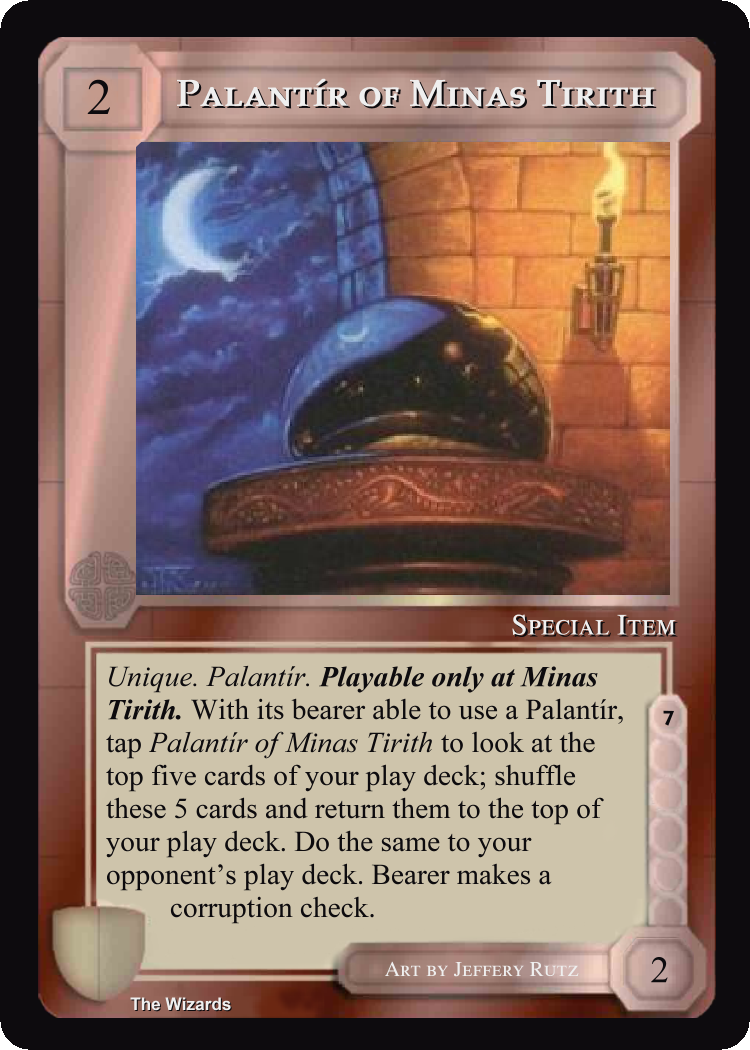 2
Palantír of Minas Tirith
Special Item
Unique. Palantír. Playable only at Minas
Tirith. With its bearer able to use a Palantír,
tap Palantír of Minas Tirith to look at the
top five cards of your play deck; shuffle
these 5 cards and return them to the top of
your play deck. Do the same to your
opponent’s play deck. Bearer makes a
corruption check.
7
Art by Jeffery Rutz
2
The Wizards